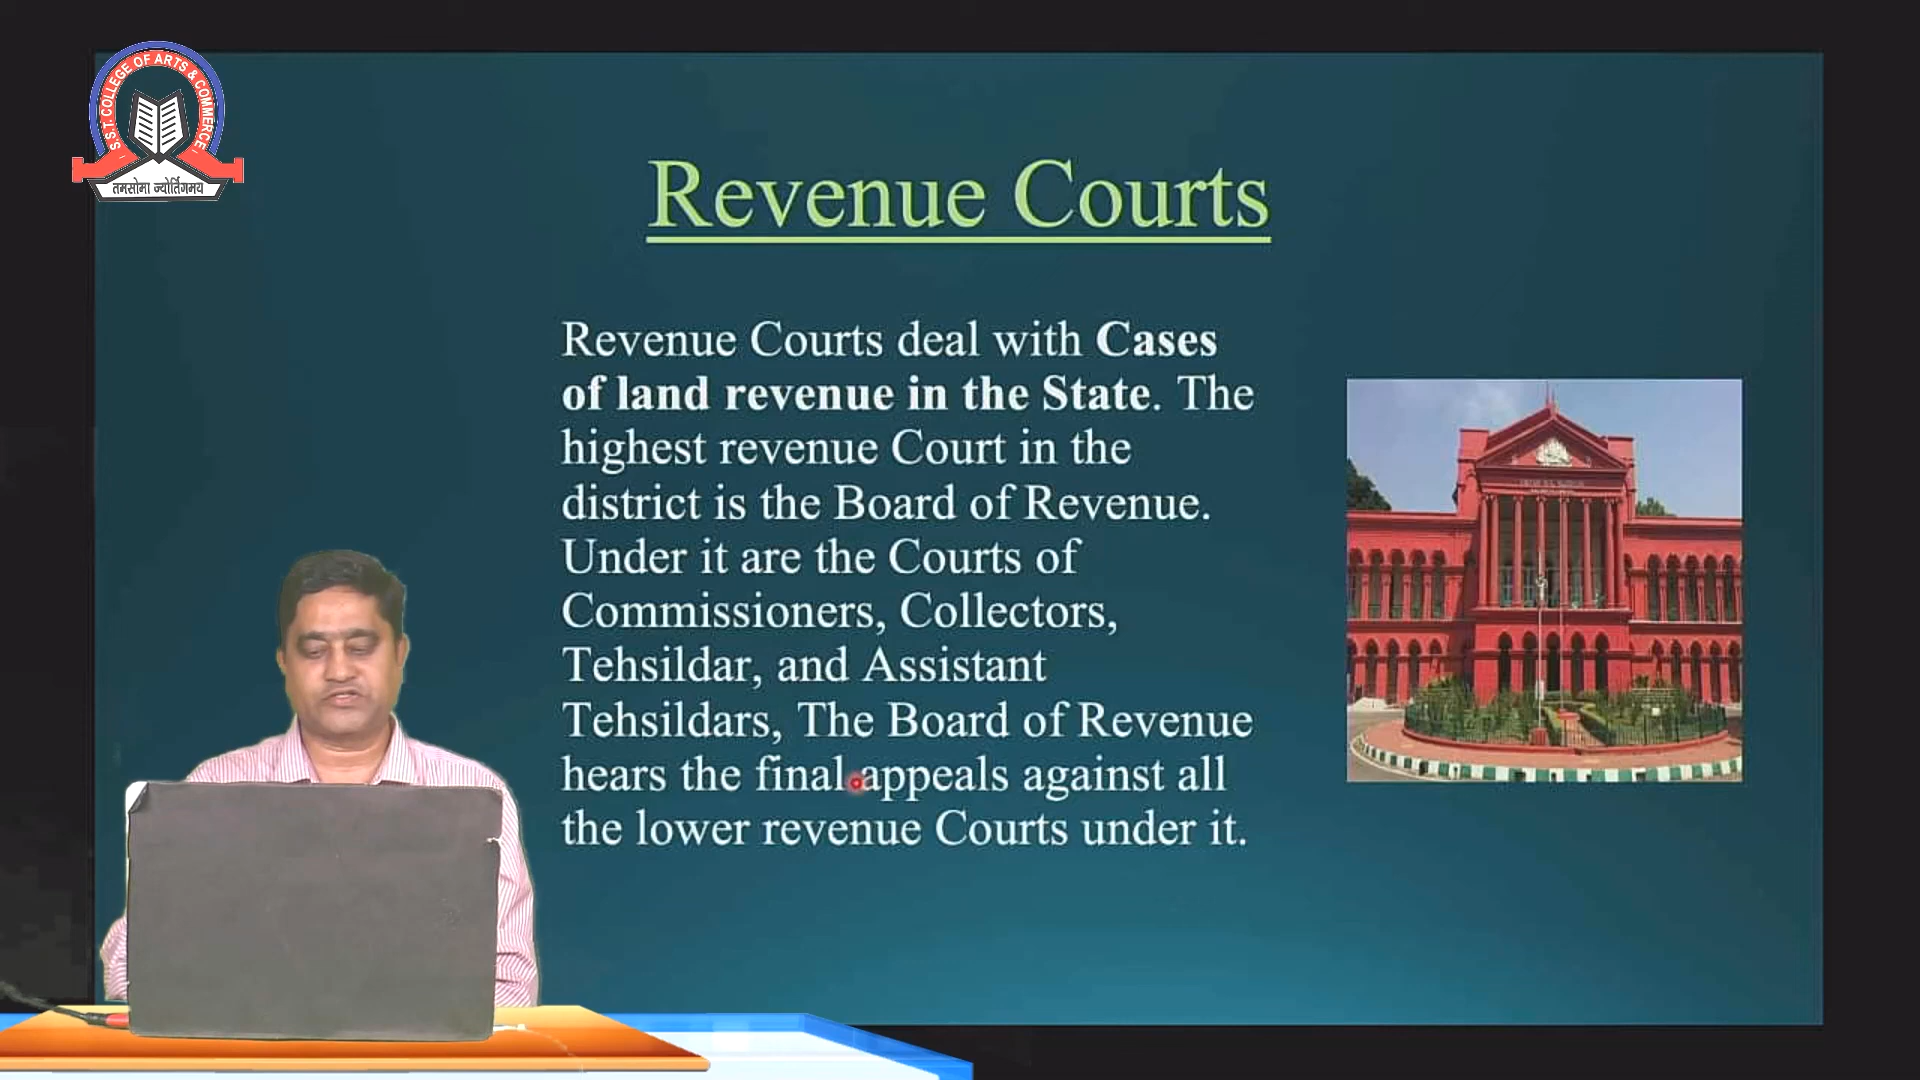 S.S.T. COLLEGE OF ARTS & COMMERCE
तमसोमा ज्योर्तिगमय
Revenue Courts
Revenue Courts deal with Cases
of land revenue in the State. The
highest revenue Court in the
district is the Board of Revenue.
Under it are the Courts of
Commissioners, Collectors,
Tehsildar, and Assistant
Tehsildars, The Board of Revenue
hears the final appeals against all
the lower revenue Courts under it.